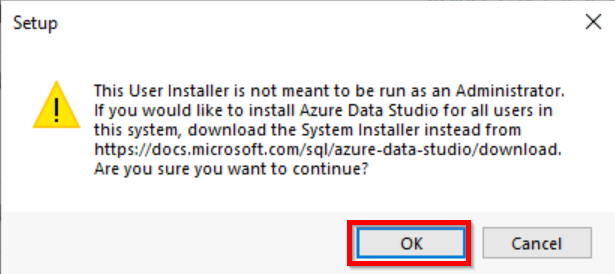 Setup
This User Installer is not meant to be run as an Administrator.
If you would like to install Azure Data Studio for all users in
this system, download the System Installer instead from
https://docs.microsoft.com/sql/azure-data-studio/download.
Are you sure you want to continue?
OK
Cancel